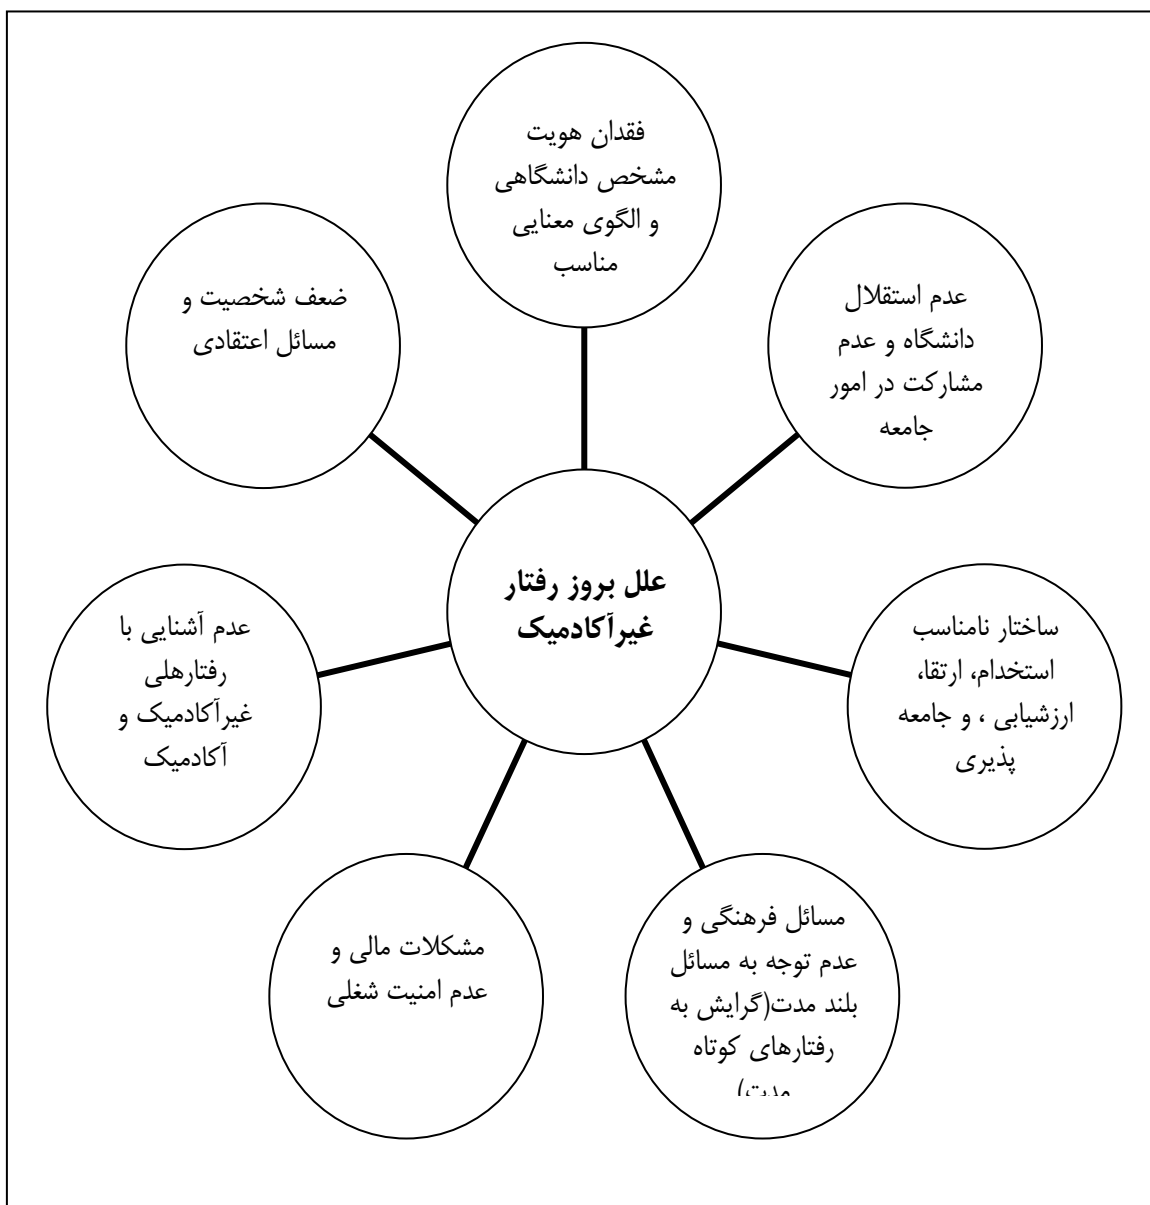 فقدان هویت
مشخص دانشگاهی
و الگوی معنایی
مناسب
عدم استقلال
دانشگاه و عدم
مشارکت در امور
جامعه
ساختار نامناسب
استخدام، ارتقا،
ارزشیابی ، و جامعه
پذیری
مسائل فرهنگی و
عدم توجه به مسائل
بلند مدت(گرایش به
رفتارهای کوتاه
مدت)
مشکلات مالی و
عدم امنیت شغلی
عدم آشنایی با
رفتارهلی
غیرآکادمیک و
آکادمیک
ضعف شخصیت و
مسائل اعتقادی
علل بروز رفتار
غیرآکادمیک